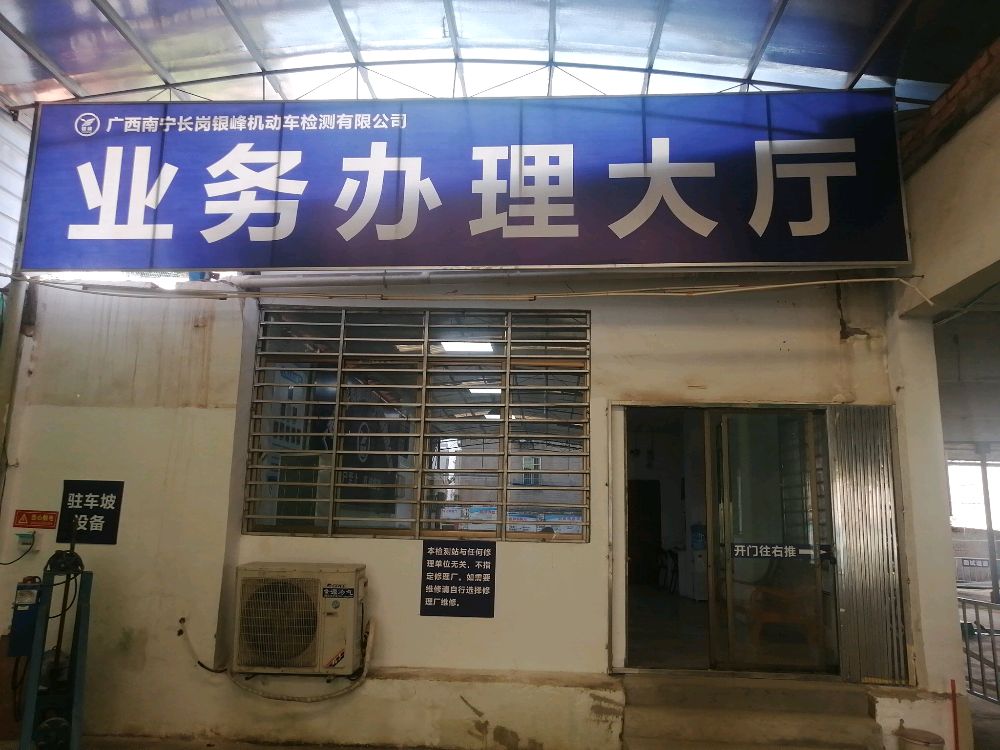 广西南宁长岗银峰机动车检测有限公司
业务办理大厅
驻车坡
设备
本检测站与任何修
理单位无关，不指
定修理厂。如需要
维修请自行选择修
理厂维修。
开门往右推